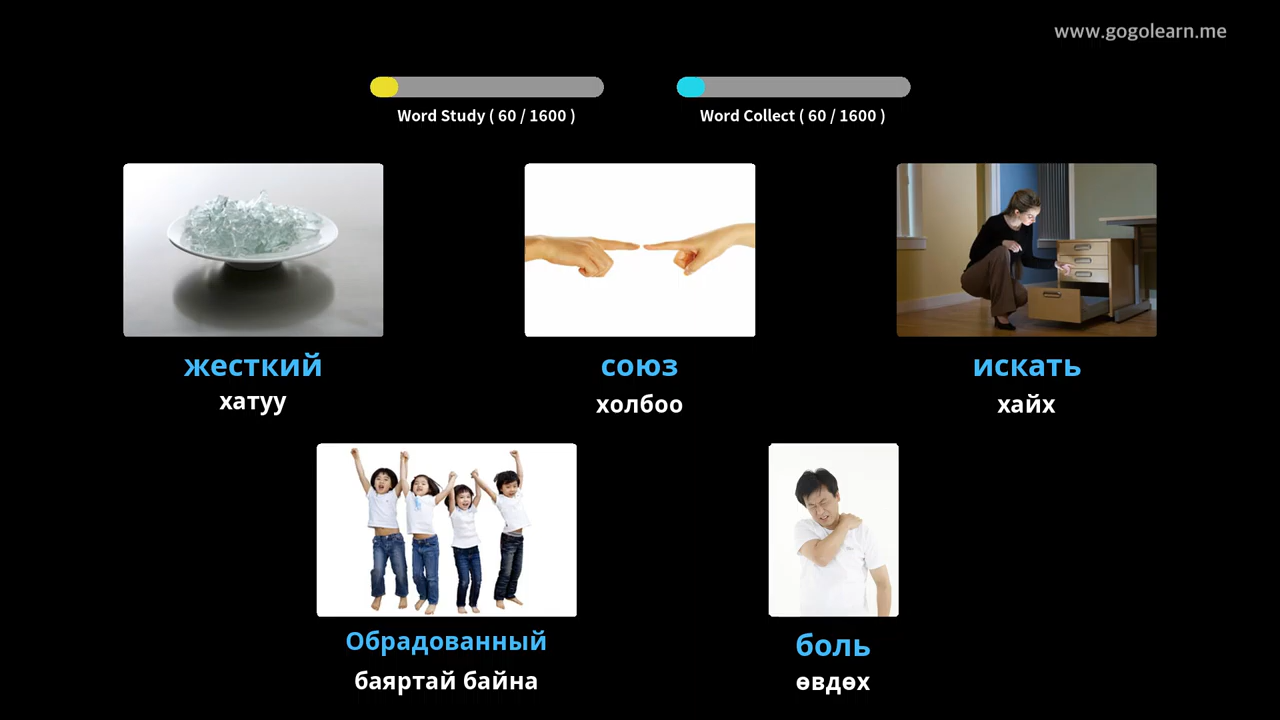 www.gogolearn.me
Word Study ( 60 / 1600 )
Word Collect ( 60 / 1600 )
жесткий
хатуу
союз
холбоо
искать
хайх
Обрадованный
баяртай байна
боль
өвдөх